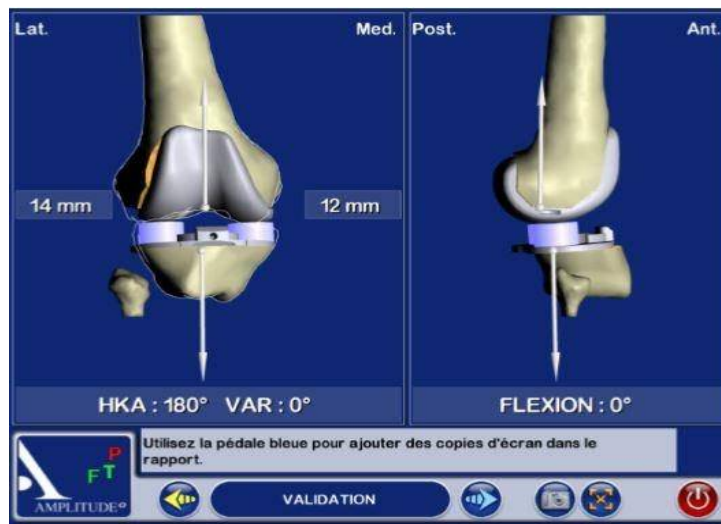 Lat.
Med.
Post.
Ant.
14 mm
12 mm
HKA : 180° VAR : 0°
FLEXION : 0°
Utilisez la pédale bleue pour ajouter des copies d'écran dans le
rapport.
P
F T
AMPLITUDE
VALIDATION